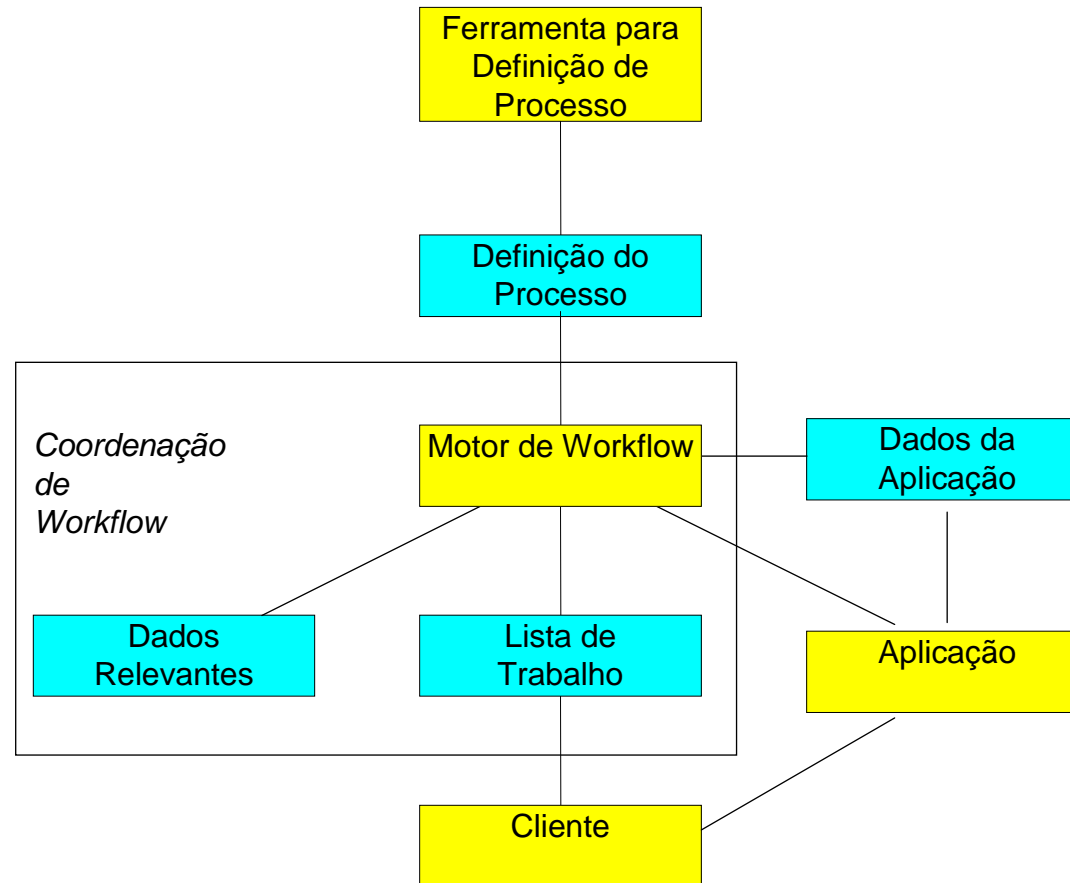 Ferramenta para
Definição de
Processo
Definição do
Processo
Coordenação
de
Workflow
Motor de Workflow
Dados da
Aplicação
Dados
Relevantes
Lista de
Trabalho
Aplicação
Cliente